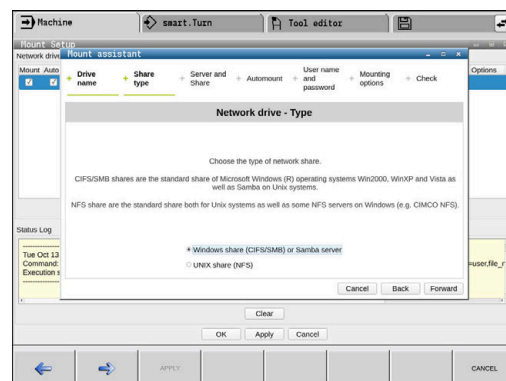 Machine
smart.Turn
Tool editor
Mount Setup
Network driv
Mount assistant
Mount
Auto
Options
Drive name
Share type
Server and Share
Automount
User name and password
Mounting options
Check
Network drive - Type
Choose the type of network share.
CIFS/SMB shares are the standard share of Microsoft Windows (R) operating systems Win2000, WinXP and Vista as
well as Samba on Unix systems.
NFS share are the standard share both for Unix systems as well as some NFS servers on Windows (e.g. CIMCO NFS).
Windows share (CIFS/SMB) or Samba server
UNIX share (NFS)
Cancel
Back
Forward
Status Log
Tue Oct 13
Command:
=user,file_r
Execution s
Clear
OK
Apply
Cancel
APPLY
CANCEL